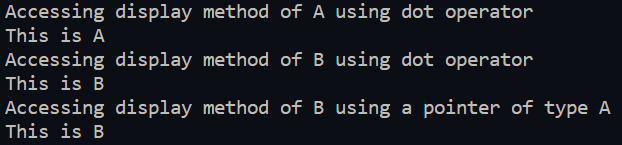 Accessing display method of A using dot operator
This is A
Accessing display method of B using dot operator
This is B
Accessing display method of B using a pointer of type A
This is B